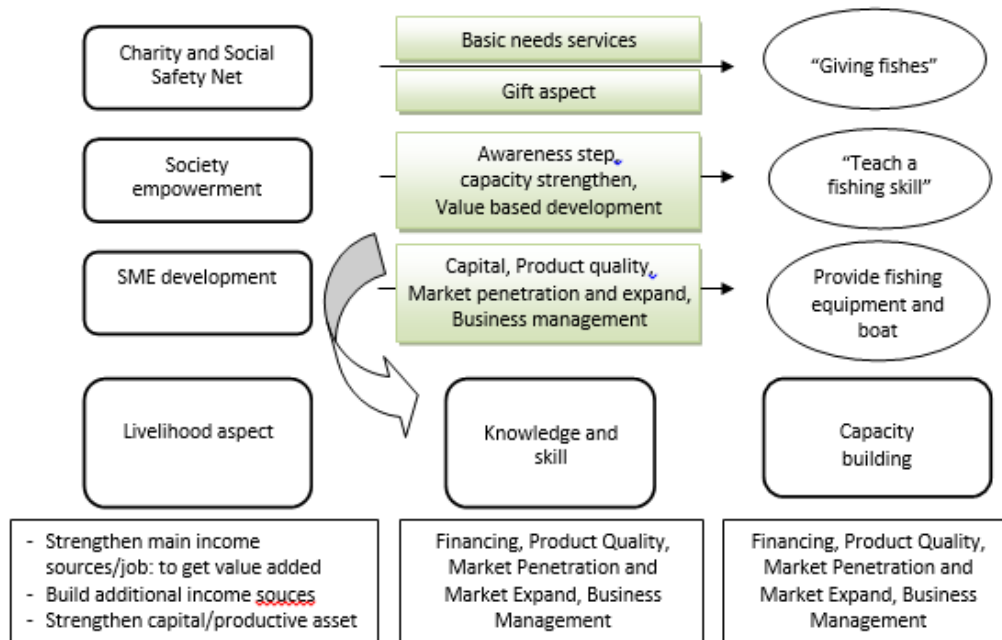 Charity and Social
Safety Net
Basic needs services
Gift aspect
“Giving fishes”
Society
empowerment
Awareness step,
capacity strengthen,
Value based development
“Teach a
fishing skill”
SME development
Capital, Product quality,
Market penetration and expand,
Business management
Provide fishing
equipment and
boat
Livelihood aspect
Knowledge and
skill
Capacity
building
- Strengthen main income
sources/job: to get value added
- Build additional income souces
- Strengthen capital/productive asset
Financing, Product Quality,
Market Penetration and
Market Expand, Business
Management
Financing, Product Quality,
Market Penetration and
Market Expand, Business
Management